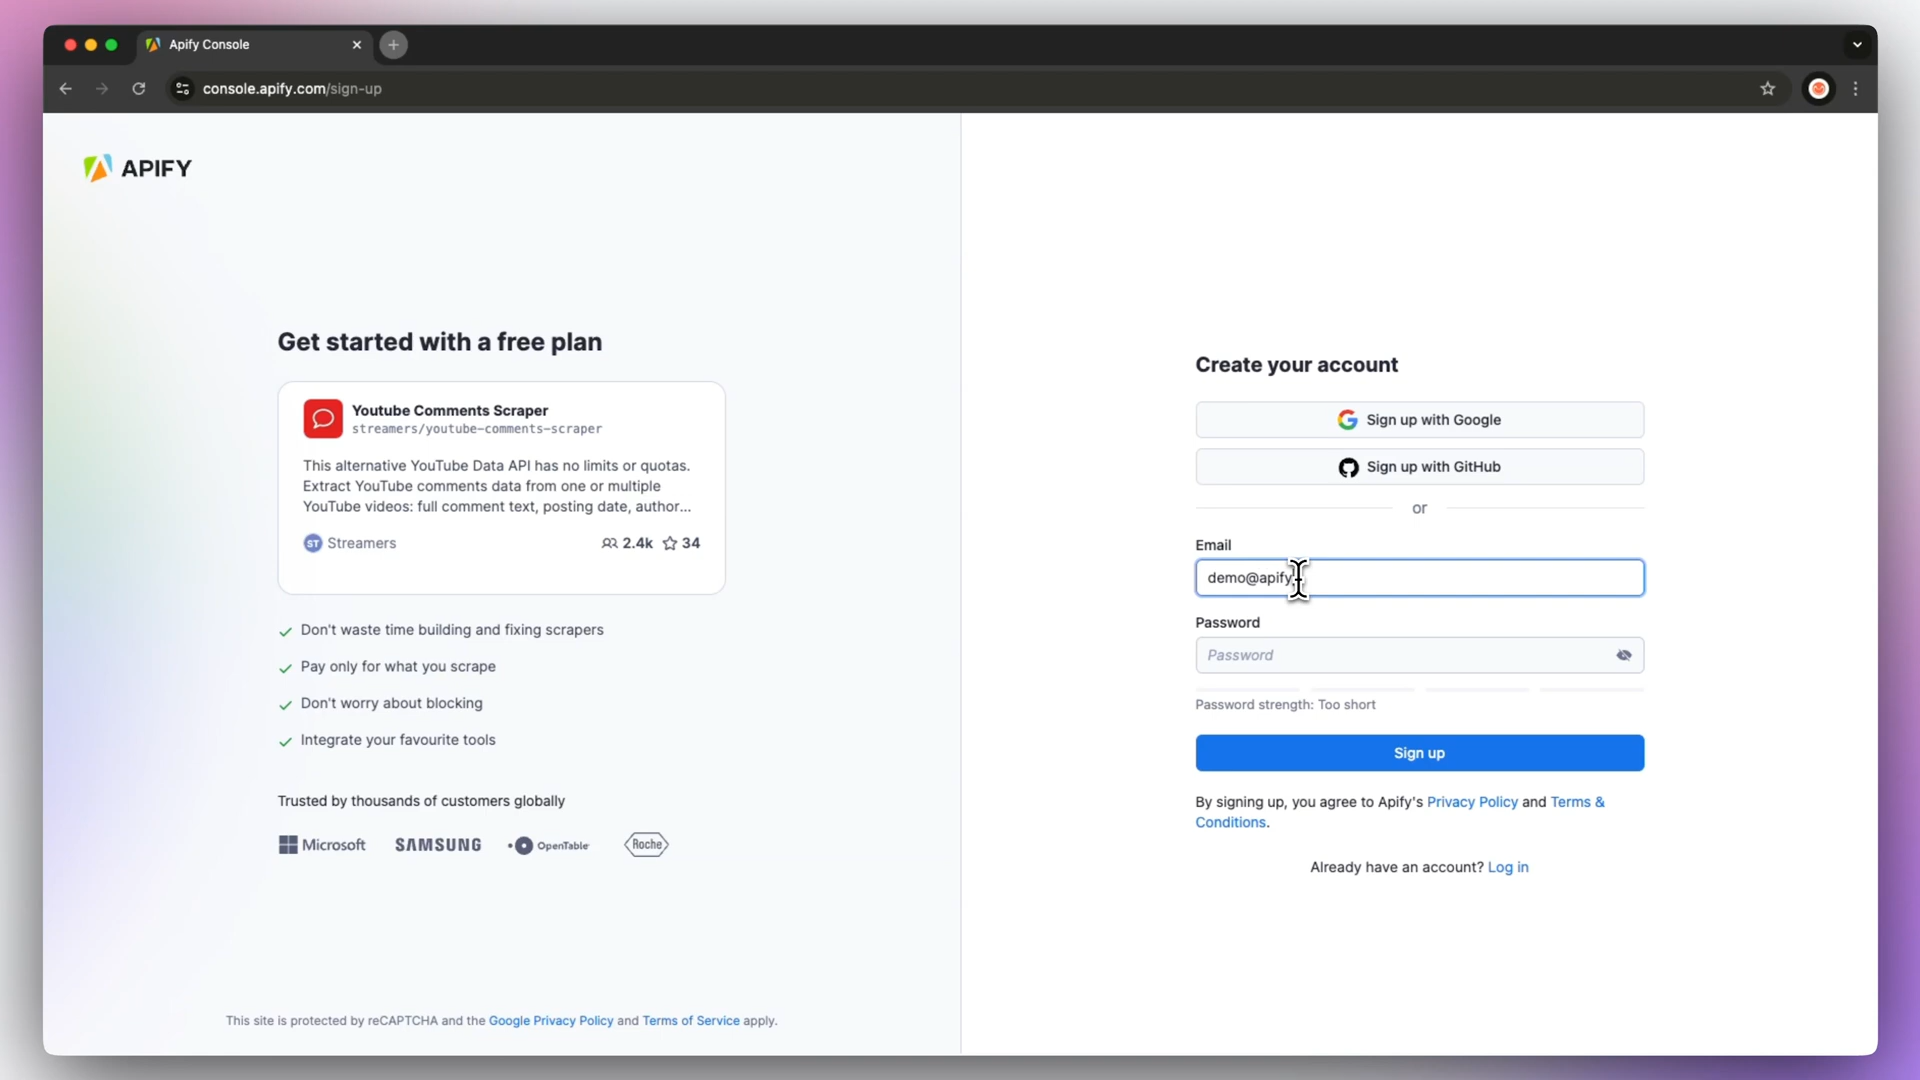 Apify Console
console.apify.com/sign-up
APIFY
Get started with a free plan
Youtube Comments Scraper
streamers/youtube-comments-scraper
This alternative YouTube Data API has no limits or quotas.
Extract YouTube comments data from one or multiple
YouTube videos: full comment text, posting date, author...
ST Streamers 2.4k 34
Don't waste time building and fixing scrapers
Pay only for what you scrape
Don't worry about blocking
Integrate your favourite tools
Trusted by thousands of customers globally
Microsoft SAMSUNG OpenTable Roche
This site is protected by reCAPTCHA and the Google Privacy Policy and Terms of Service apply.
Create your account
Sign up with Google
Sign up with GitHub
or
Email
demo@apify
Password
Password
Password strength: Too short
Sign up
By signing up, you agree to Apify's Privacy Policy and Terms &
Conditions.
Already have an account? Log in